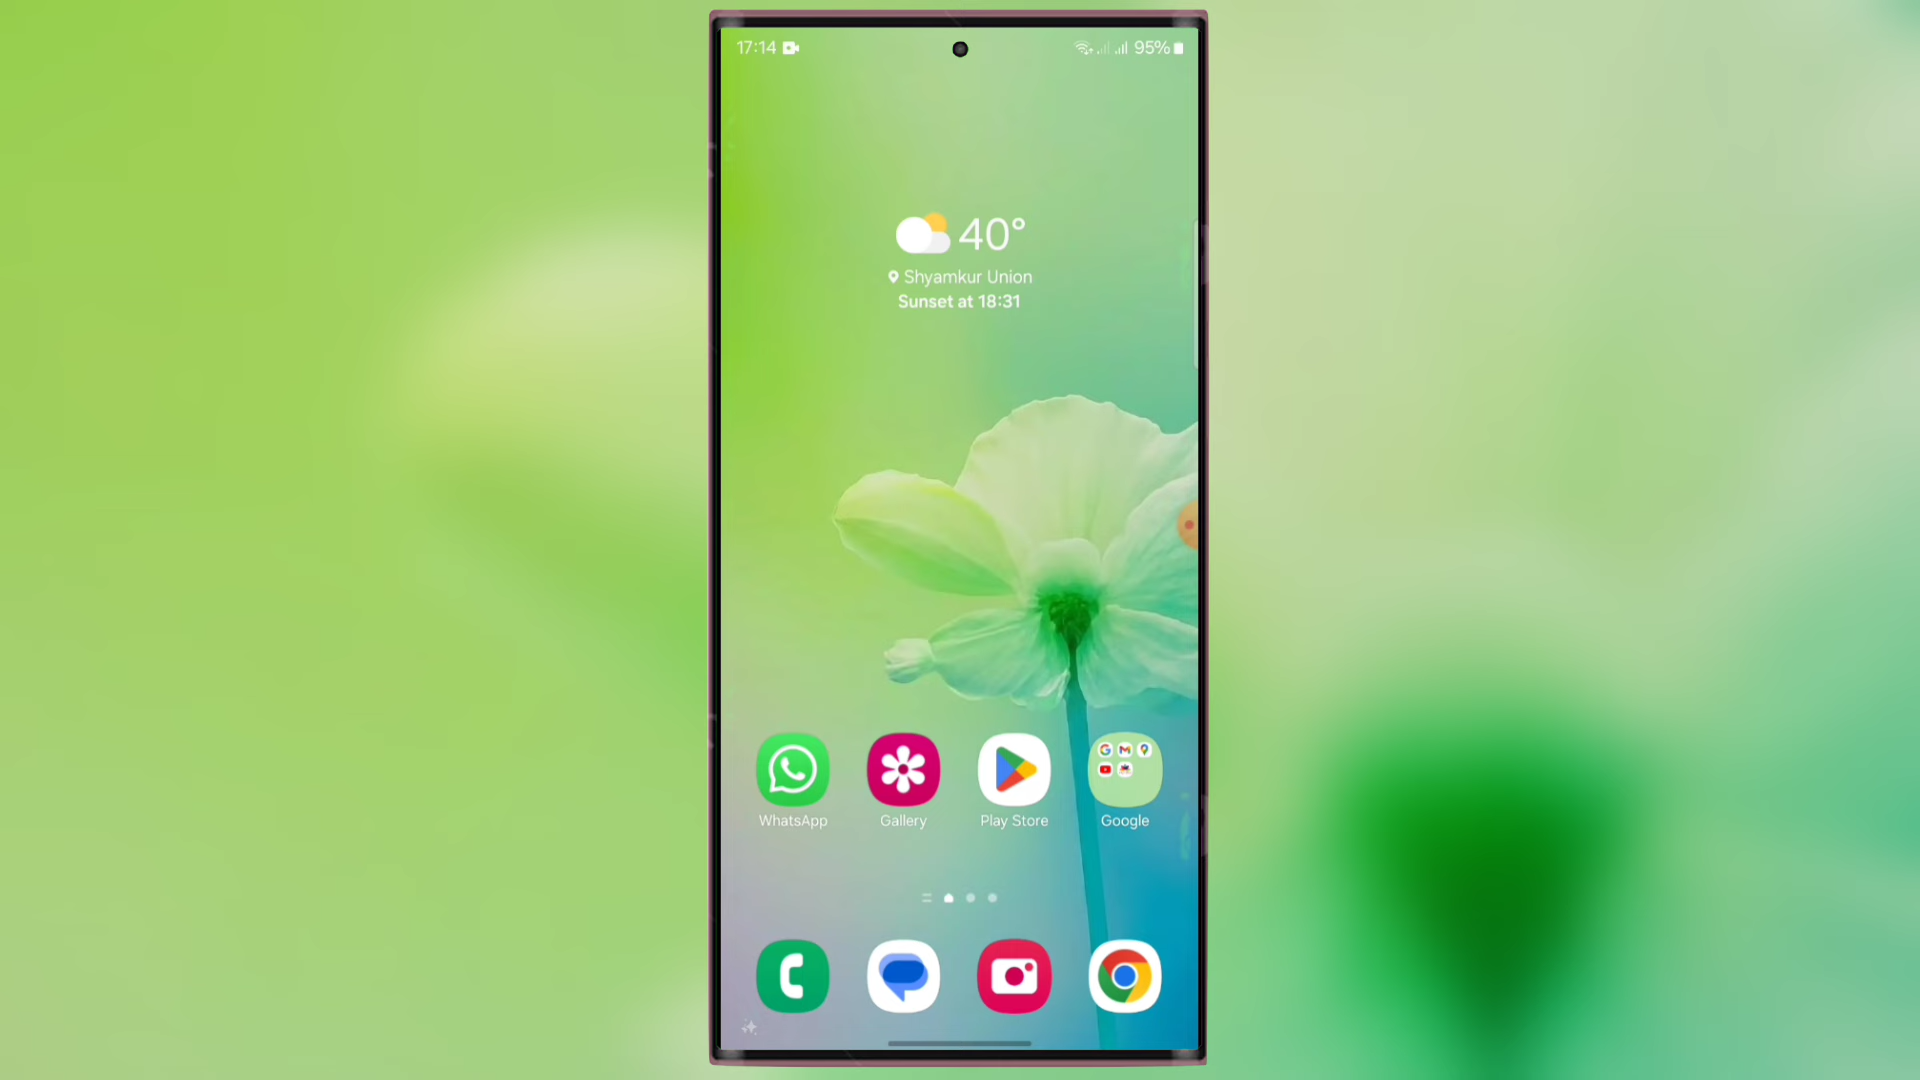 17:14
95%
40°
Shyamkur Union
Sunset at 18:31
WhatsApp
Gallery
Play Store
Google